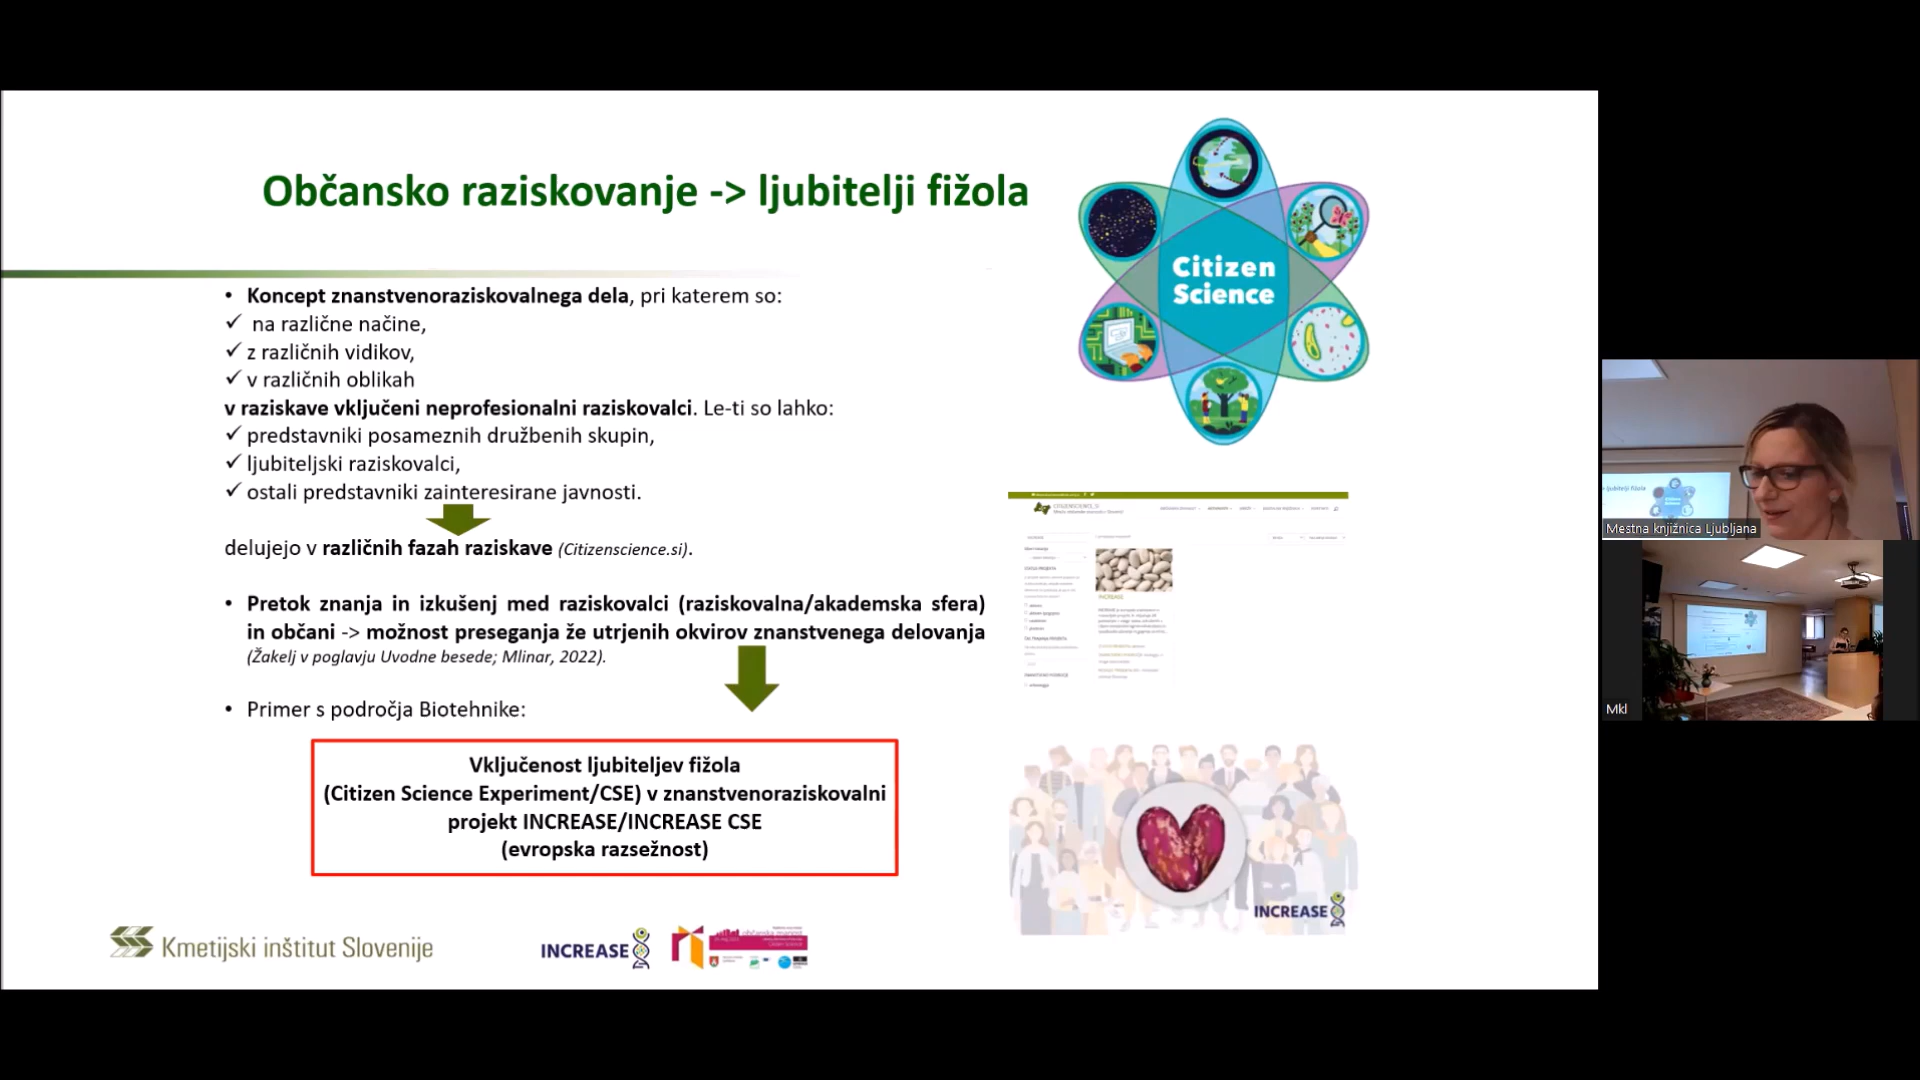 Občansko raziskovanje -> ljubitelji fižola
• Koncept znanstvenoraziskovalnega dela, pri katerem so:
✓ na različne načine,
✓ z različnih vidikov,
✓ v različnih oblikah
v raziskave vključeni neprofesionalni raziskovalci. Le-ti so lahko:
✓ predstavniki posameznih družbenih skupin,
✓ ljubiteljski raziskovalci,
✓ ostali predstavniki zainteresirane javnosti.
delujejo v različnih fazah raziskave (Citizenscience.si).
• Pretok znanja in izkušenj med raziskovalci (raziskovalna/akademska sfera)
in občani -> možnost preseganja že utrjenih okvirov znanstvenega delovanja
(Žakelj v poglavju Uvodne besede; Mlinar, 2022).
• Primer s področja Biotehnike:
Vključenost ljubiteljev fižola
(Citizen Science Experiment/CSE) v znanstvenoraziskovalni
projekt INCREASE/INCREASE CSE
(evropska razsežnost)
Citizen
Science
INCREASE
INCREASE
Kmetijski inštitut Slovenije
INCREASE
občanska znanost
Mestna knjižnica Ljubljana
Mkl